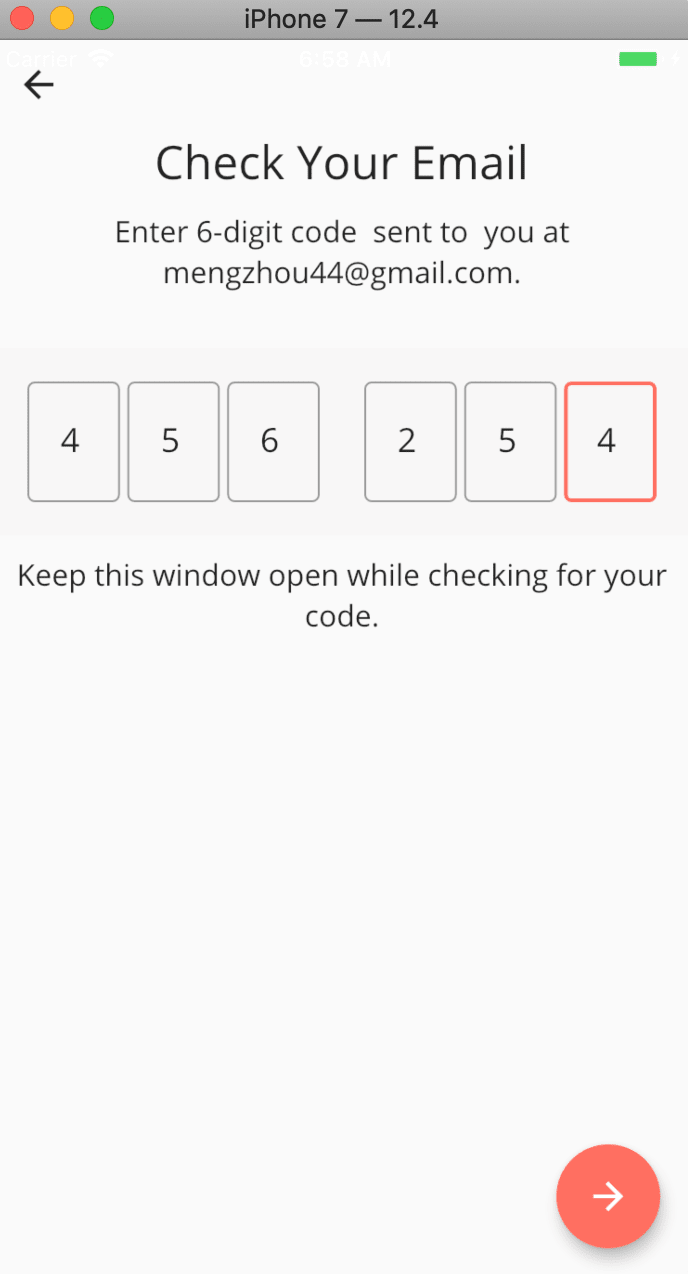 iPhone 7 — 12.4
Carrier 6:58 AM
Check Your Email
Enter 6-digit code  sent to  you at
mengzhou44@gmail.com.
4 5 6 2 5 4
Keep this window open while checking for your
code.